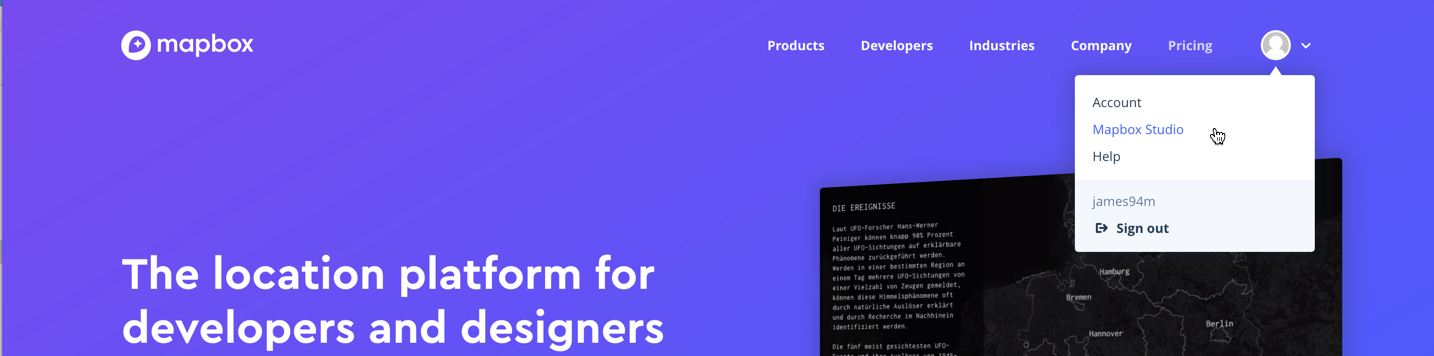 mapbox
Products
Developers
Industries
Company
Pricing
Account
Mapbox Studio
Help
james94m
Sign out
The location platform for
developers and designers
DIE EREIGNISSE
Laut UFO-Forscher Hans-Werner
Peiniger können knapp 90% Prozent
aller UFO-Sichtungen auf erklärbare
Phänomene zurückgeführt werden.
Werden in einer bestimmten Region an
einem Tag mehrere UFO-Sichtungen von
einer Vielzahl von Zeugen gemeldet,
können diese Himmelsphänomene oft
durch natürliche Auslöser erklärt
und durch Recherche im Nachhinein
identifiziert werden.
Die fünf meist gesichtesten UFO-
Hamburg
Bremen
Hannover
Berlin